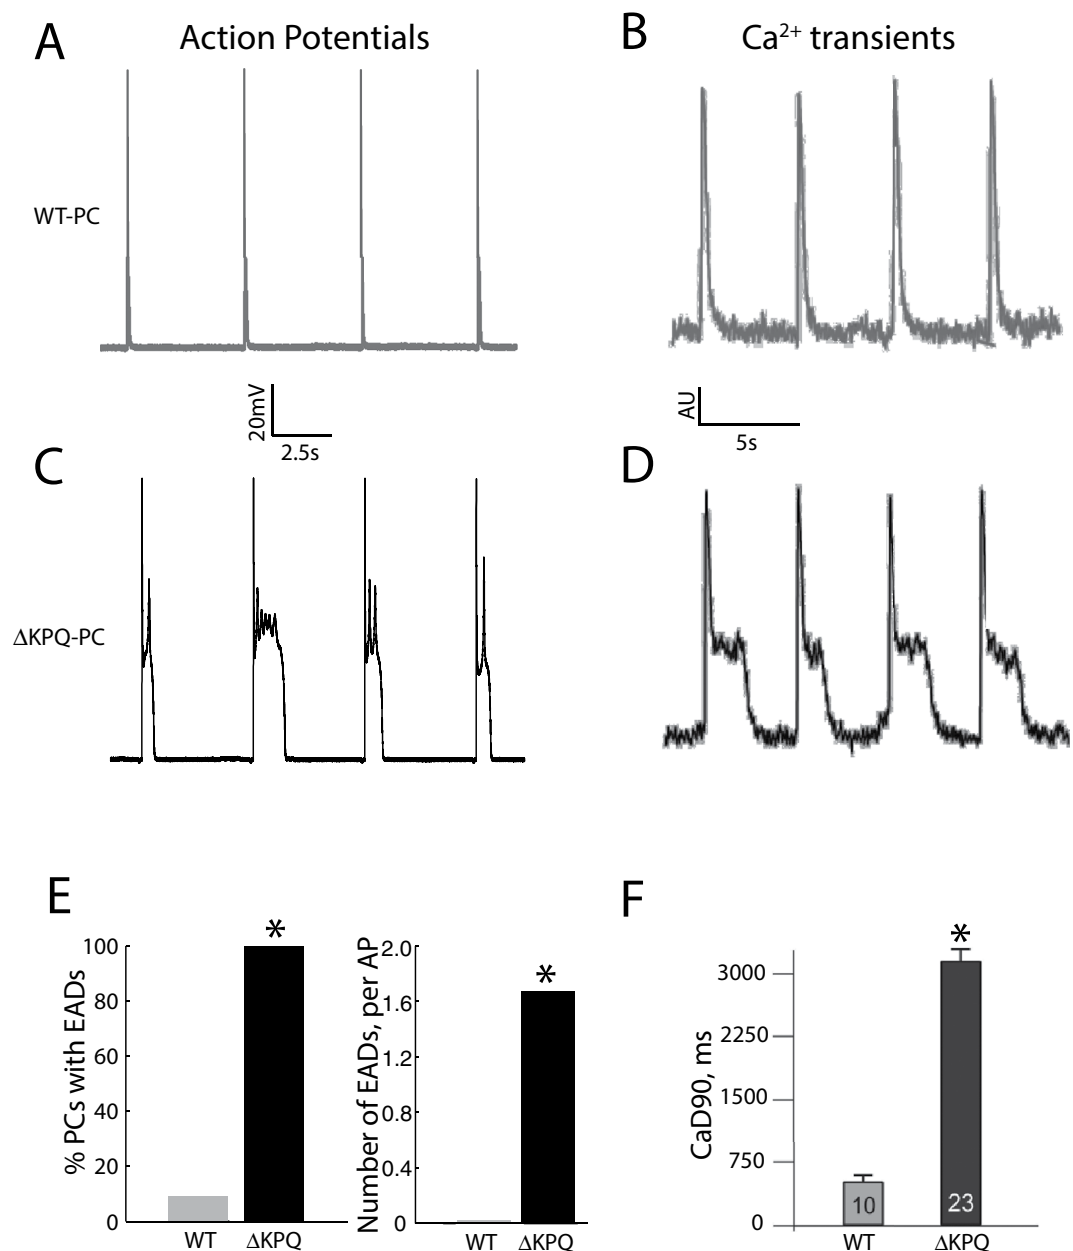 A
Action Potentials
B
Ca²⁺ transients
WT-PC
20mV
2.5s
AU
5s
C
D
ΔKPQ-PC
E
% PCs with EADs
100
80
60
40
20
0
*
WT
ΔKPQ
Number of EADs, per AP
2.0
1.6
1.2
0.8
0.4
0
*
WT
ΔKPQ
F
CaD90, ms
3000
2250
1500
750
0
*
10
23
WT
ΔKPQ